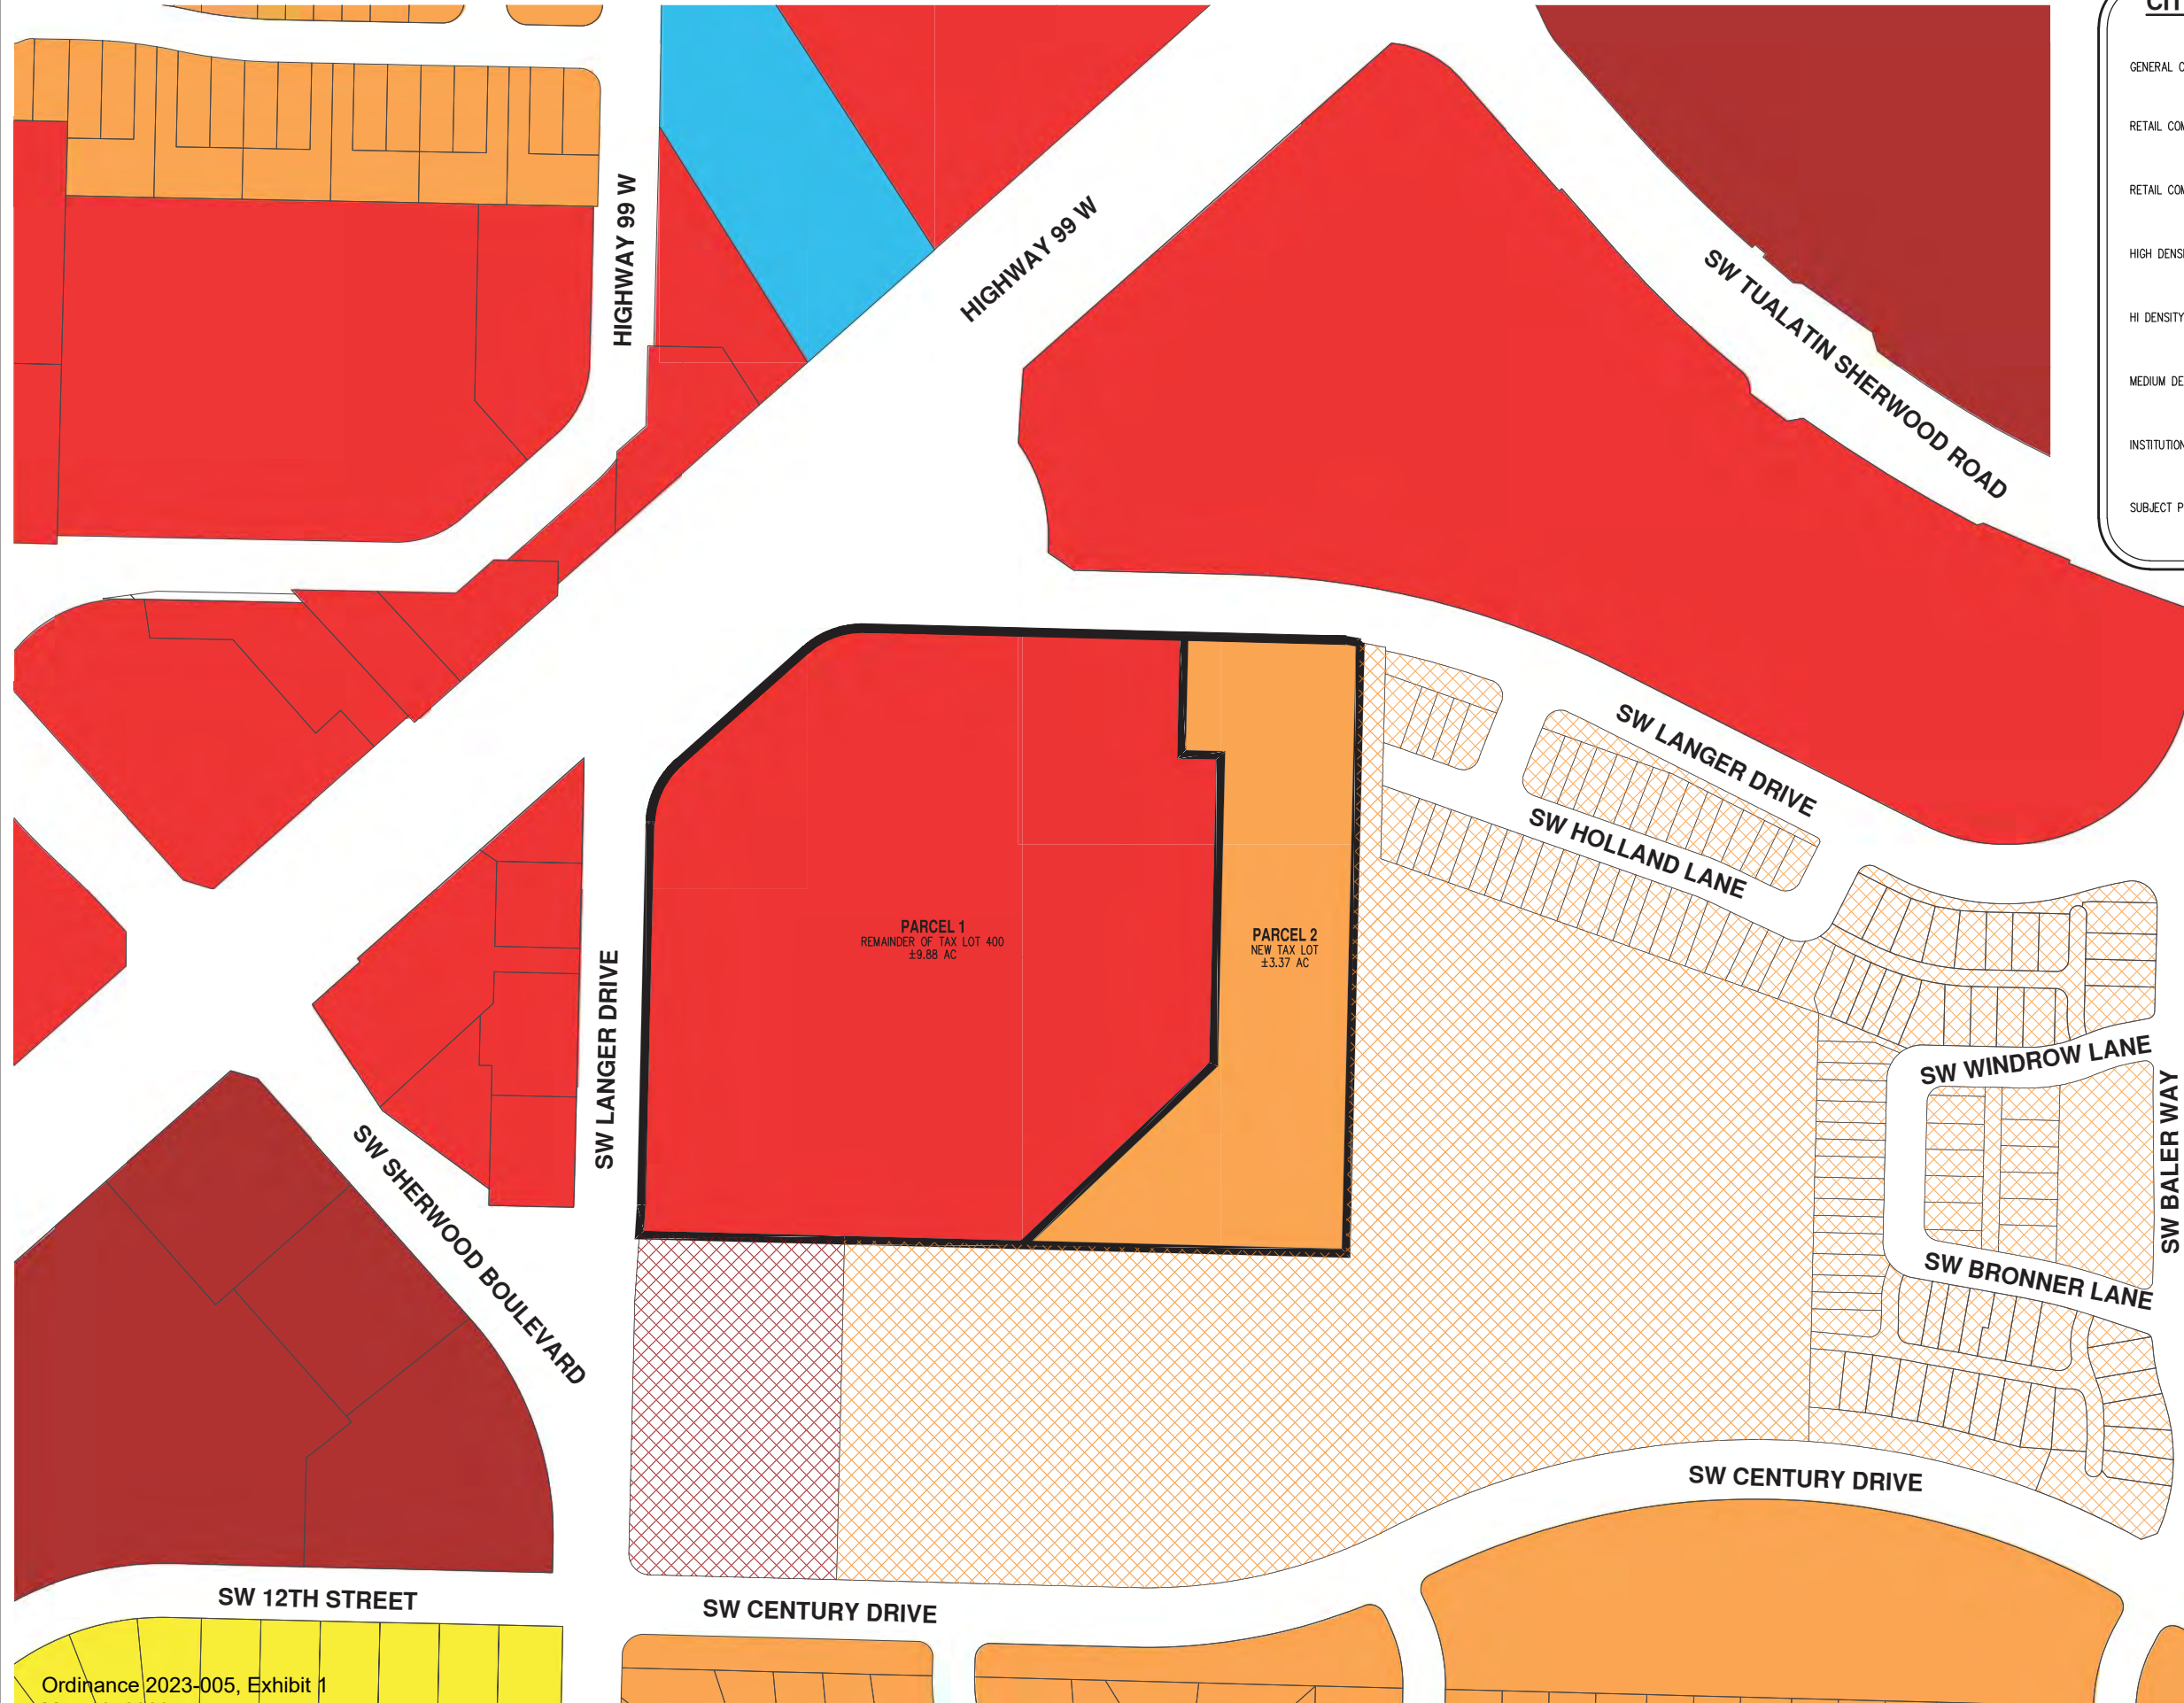 GENERAL
RETAIL
RETAIL
HIGH
HI DENSITY
MEDIUM
SUBJECT
HIGHWAY 99 W
HIGHWAY 99 W
SW TUALATIN SHERWOOD ROAD
SW LANGER DRIVE
SW HOLLAND LANE
PARCEL 1
REMAINDER OF TAX LOT 400
±9.88 AC
PARCEL 2
NEW TAX LOT
±3.37 AC
SW LANGER DRIVE
SW WINDROW LANE
SW BALER WAY
SW SHERWOOD BOULEVARD
SW BRONNER LANE
SW CENTURY DRIVE
SW 12TH STREET
SW CENTURY DRIVE
Ordinance 2023-005, Exhibit 1